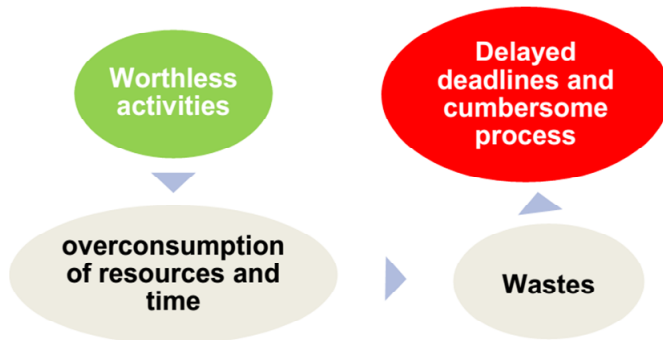 Worthless
activities
overconsumption
of resources and
time
Wastes
Delayed
deadlines and
cumbersome
process